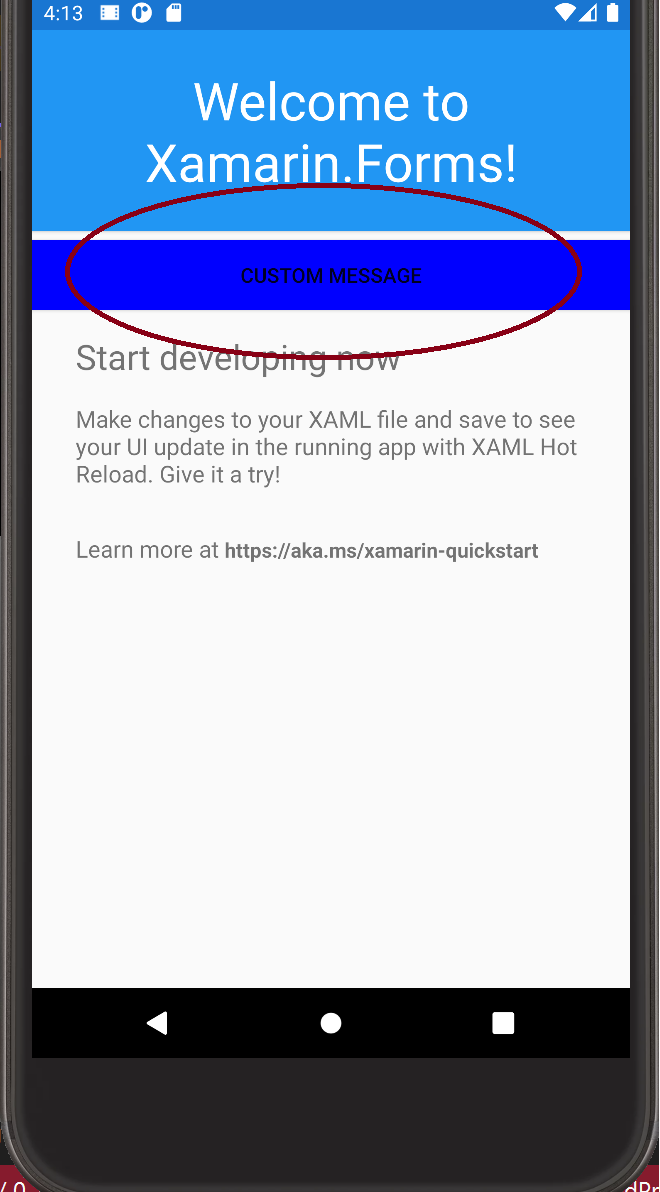 4:13
Welcome to
Xamarin.Forms!
CUSTOM MESSAGE
Start developing now
Make changes to your XAML file and save to see
your UI update in the running app with XAML Hot
Reload. Give it a try!
Learn more at https://aka.ms/xamarin-quickstart